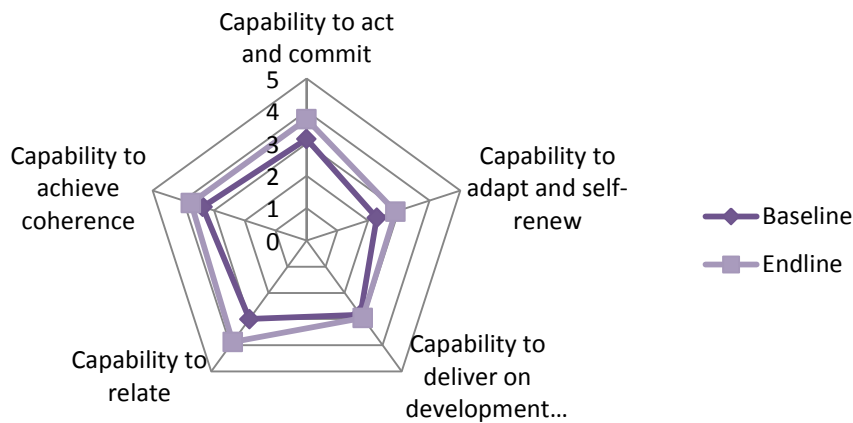 Capability to act
and commit
5
4
3
2
1
0
Capability to
adapt and self-
renew
Capability to
deliver on
development…
Capability to
relate
Capability to
achieve
coherence
Baseline
Endline